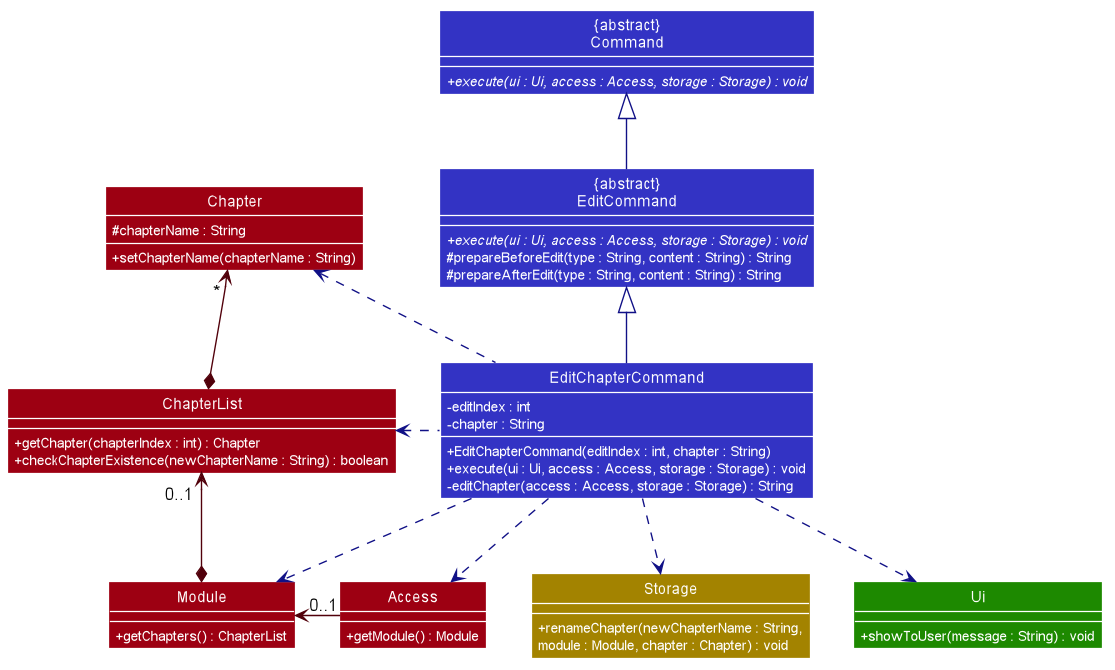 {abstract}
Command
+execute(ui : Ui, access : Access, storage : Storage) : void
{abstract}
EditCommand
+execute(ui : Ui, access : Access, storage : Storage) : void
#prepareBeforeEdit(type : String, content : String) : String
#prepareAfterEdit(type : String, content : String) : String
Chapter
#chapterName : String
+setChapterName(chapterName : String)
*
EditChapterCommand
-editIndex : int
-chapter : String
+EditChapterCommand(editIndex : int, chapter : String)
+execute(ui : Ui, access : Access, storage : Storage) : void
-editChapter(access : Access, storage : Storage) : String
ChapterList
+getChapter(chapterIndex : int) : Chapter
+checkChapterExistence(newChapterName : String) : boolean
0..1
Module
+getChapters() : ChapterList
0..1
Access
+getModule() : Module
Storage
+renameChapter(newChapterName : String,
module : Module, chapter : Chapter) : void
Ui
+showToUser(message : String) : void